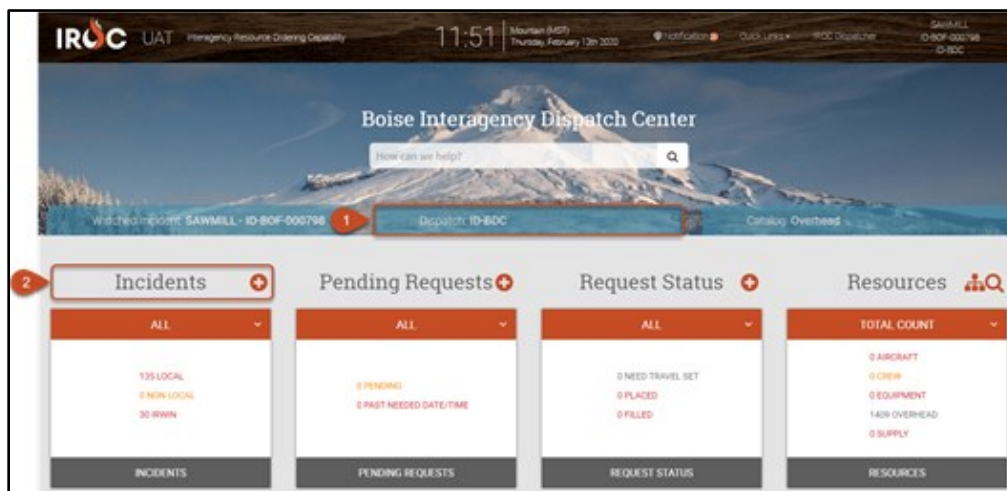 IROC UAT Interagency Resource Ordering Capability
11:51
Mountain (MST)
Thursday, February 13th 2020
Notification
Quick Links
IROC Dispatcher
SAWMILL
ID-BOF-000798
ID-BDC
Boise Interagency Dispatch Center
How can we help?
Watched Incident: SAWMILL - ID-BOF-000798
1
Dispatch: ID-BDC
Catalog: Overhead
2
Incidents
Pending Requests
Request Status
Resources
ALL
ALL
ALL
TOTAL COUNT
135 LOCAL
0 NON-LOCAL
30 IRWIN
0 PENDING
0 PAST NEEDED DATE/TIME
0 NEED TRAVEL SET
0 PLACED
0 FILLED
0 AIRCRAFT
0 CREW
0 EQUIPMENT
1409 OVERHEAD
0 SUPPLY
INCIDENTS
PENDING REQUESTS
REQUEST STATUS
RESOURCES